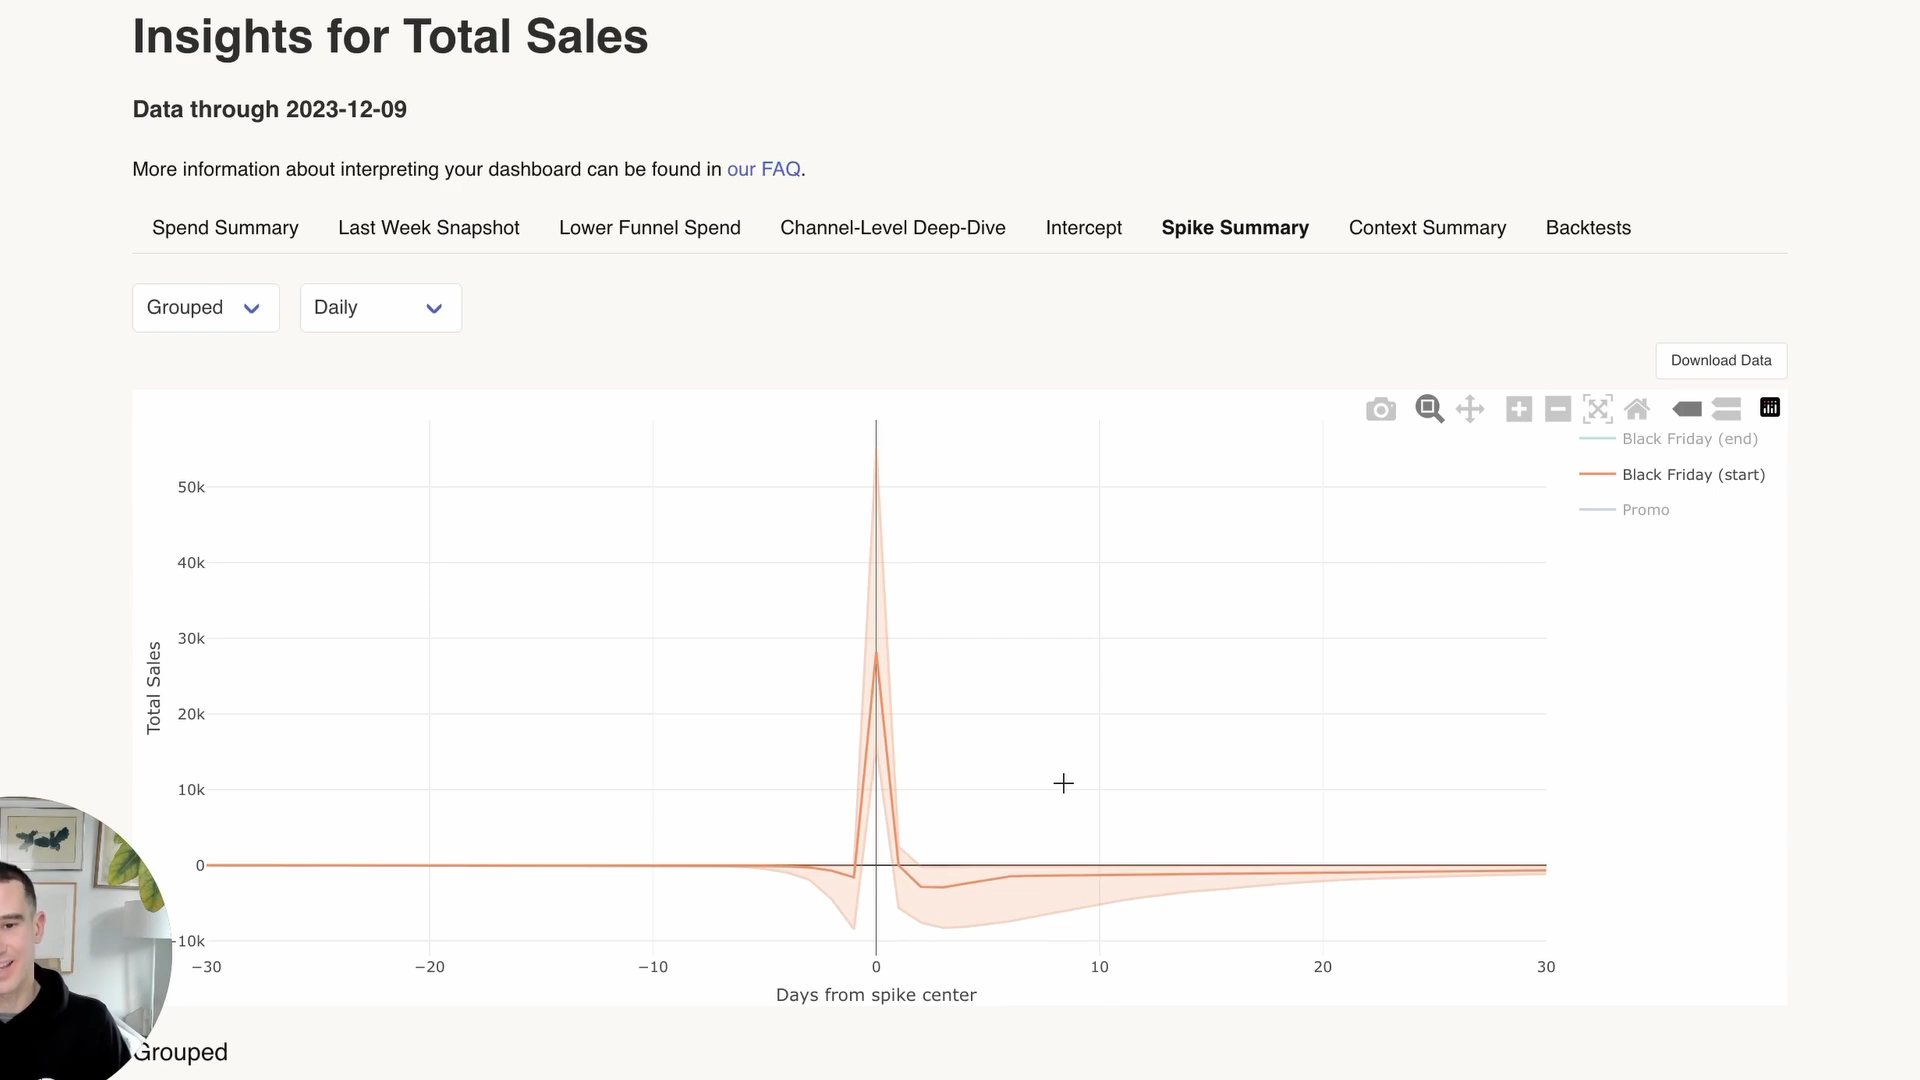 Insights for Total Sales
Data through 2023-12-09
More information about interpreting your dashboard can be found in our FAQ.
Spend Summary Last Week Snapshot Lower Funnel Spend Channel-Level Deep-Dive Intercept Spike Summary Context Summary Backtests
Grouped Daily
Download Data
Black Friday (end)
Black Friday (start)
Promo
50k
40k
30k
20k
10k
0
−10k
Total Sales
−30 −20 −10 0 10 20 30
Days from spike center
Grouped